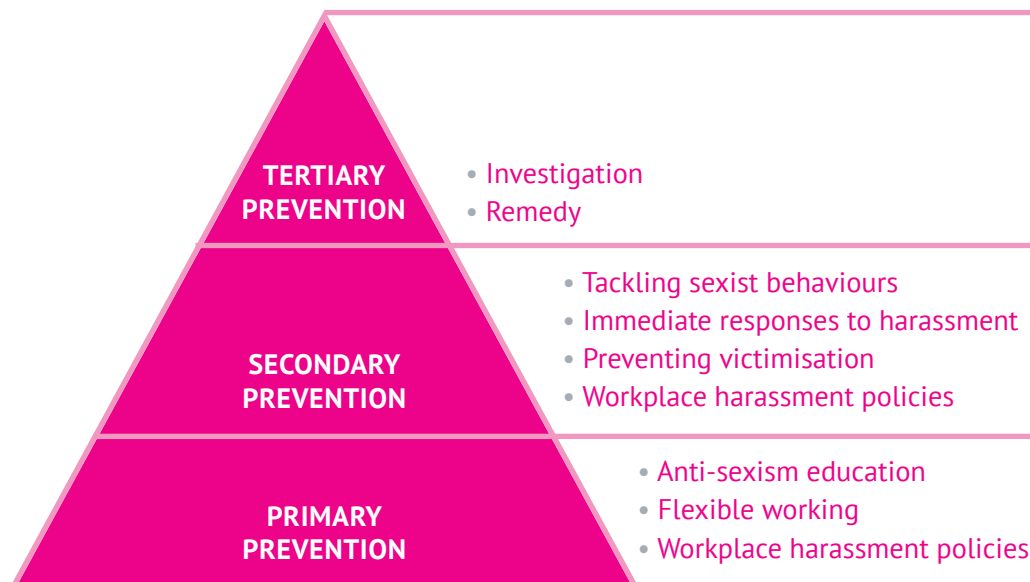 TERTIARY
PREVENTION
• Investigation
• Remedy
SECONDARY
PREVENTION
• Tackling sexist behaviours
• Immediate responses to harassment
• Preventing victimisation
• Workplace harassment policies
PRIMARY
PREVENTION
• Anti-sexism education
• Flexible working
• Workplace harassment policies